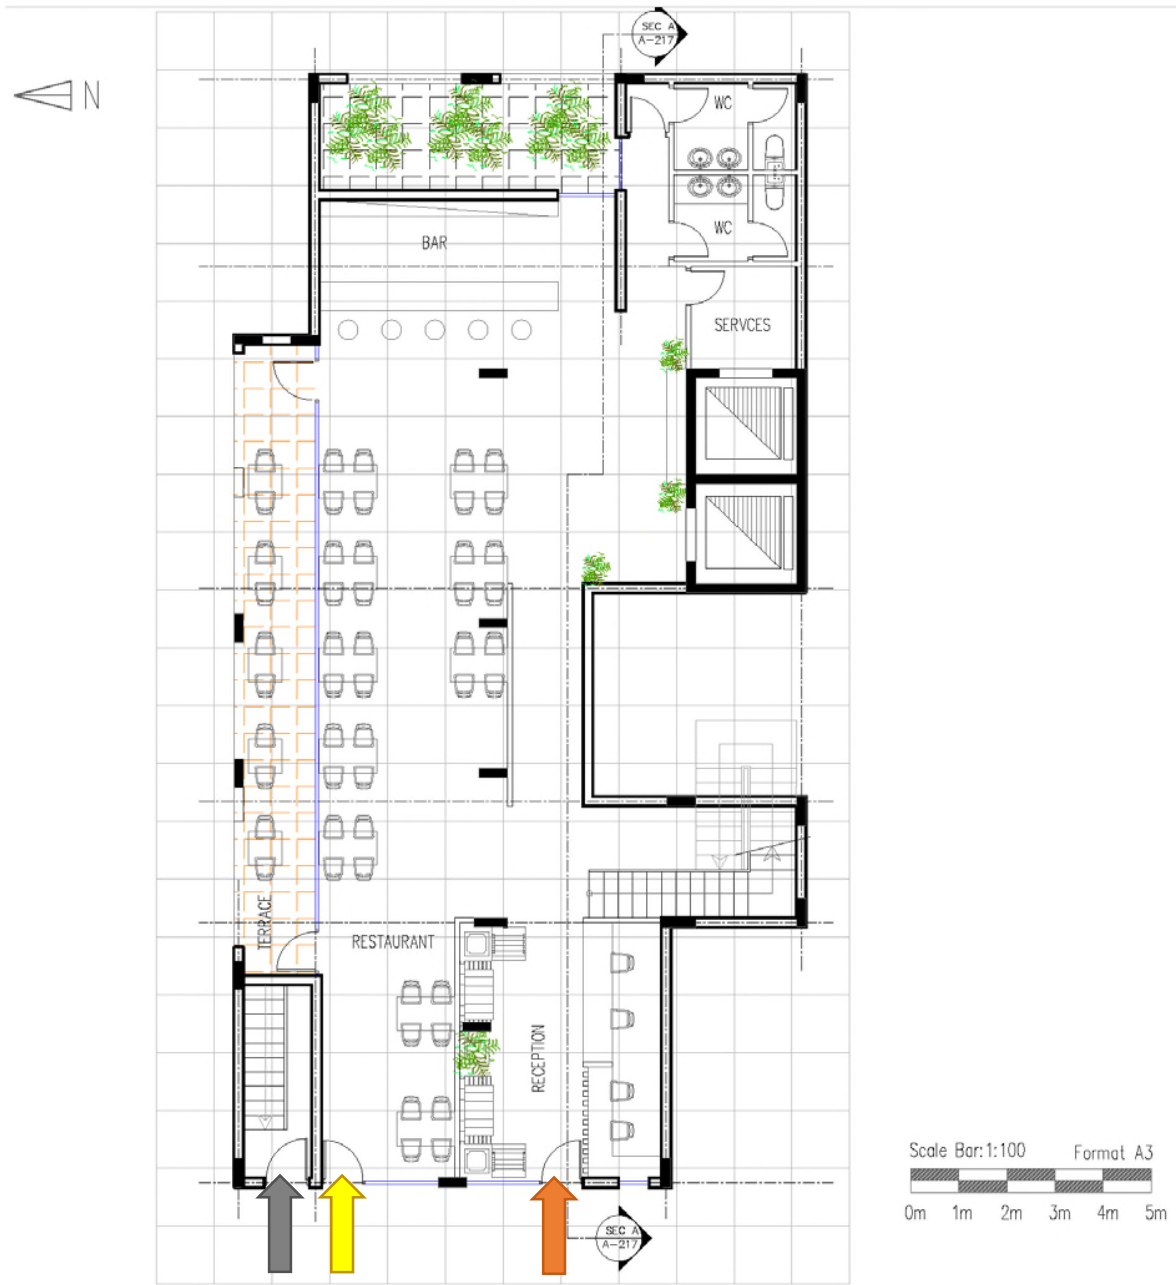 SEC A
A-217
N
WC
WC
BAR
SERVCES
TERRACE
RESTAURANT
RECEPTION
Scale Bar:1:100 Format A3
0m 1m 2m 3m 4m 5m
SEC A
A-217